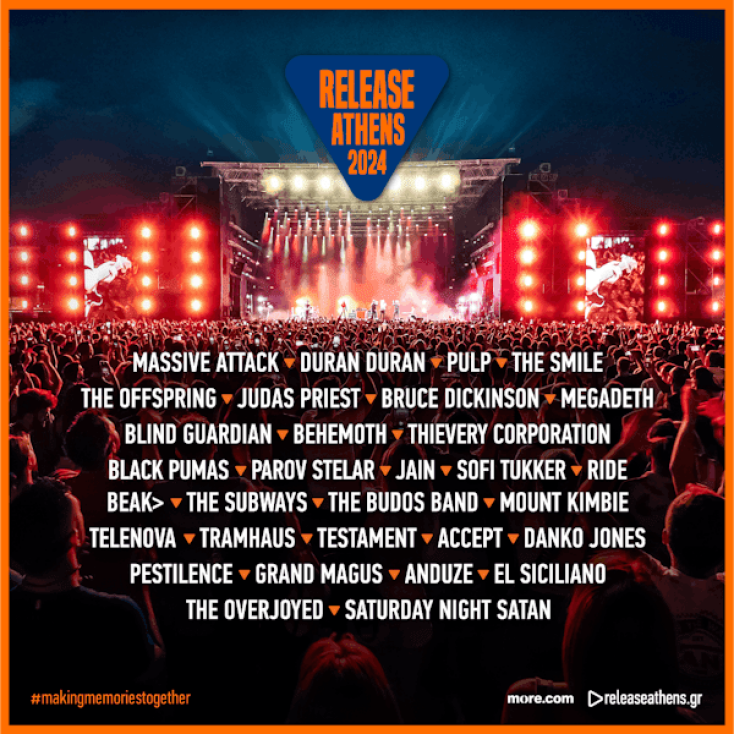 RELEASE
ATHENS
2024
MASSIVE ATTACK ▾ DURAN DURAN ▾ PULP ▾ THE SMILE
THE OFFSPRING ▾ JUDAS PRIEST ▾ BRUCE DICKINSON ▾ MEGADETH
BLIND GUARDIAN ▾ BEHEMOTH ▾ THIEVERY CORPORATION
BLACK PUMAS ▾ PAROV STELAR ▾ JAIN ▾ SOFI TUKKER ▾ RIDE
BEAK> ▾ THE SUBWAYS ▾ THE BUDOS BAND ▾ MOUNT KIMBIE
TELENOVA ▾ TRAMHAUS ▾ TESTAMENT ▾ ACCEPT ▾ DANKO JONES
PESTILENCE ▾ GRAND MAGUS ▾ ANDUZE ▾ EL SICILIANO
THE OVERJOYED ▾ SATURDAY NIGHT SATAN
#makingmemoriestogether
more.com
releaseathens.gr